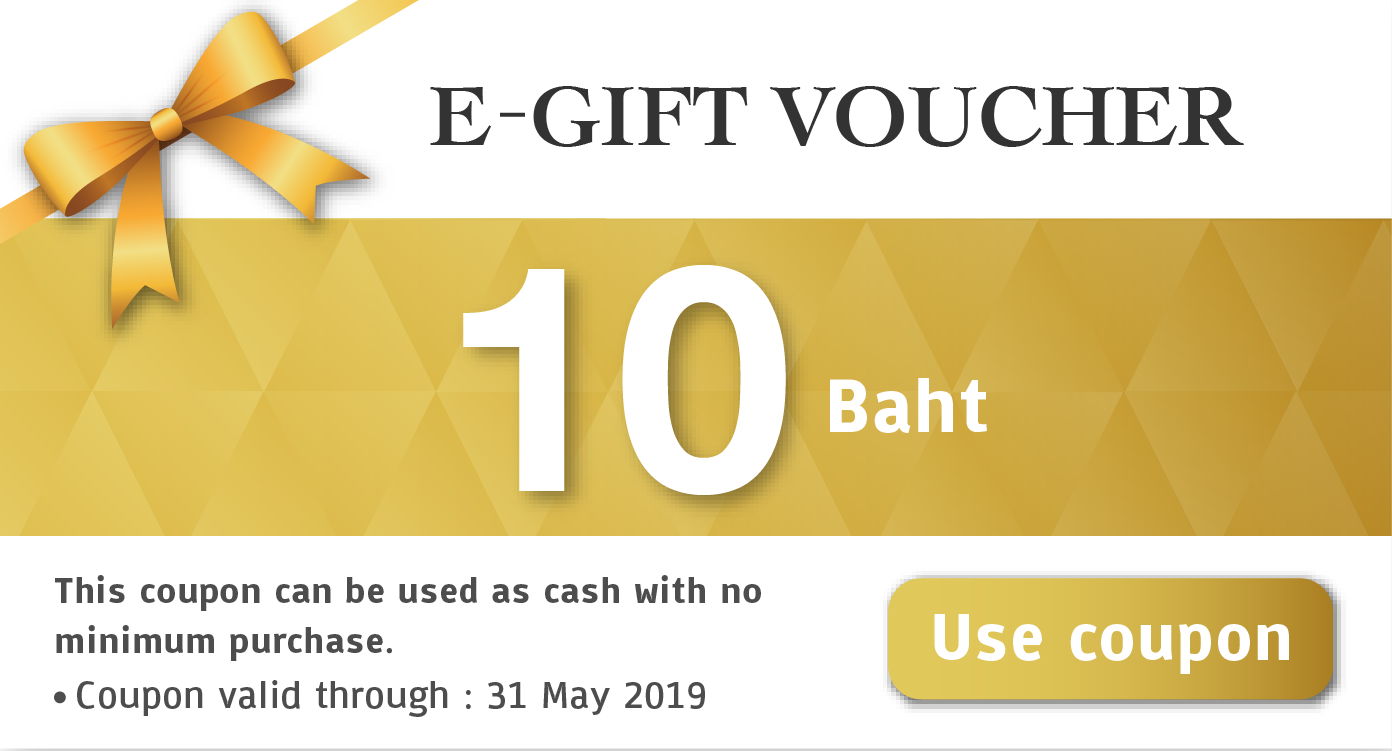 E-GIFT VOUCHER
10 Baht
This coupon can be used as cash with no
minimum purchase.
• Coupon valid through : 31 May 2019
Use coupon